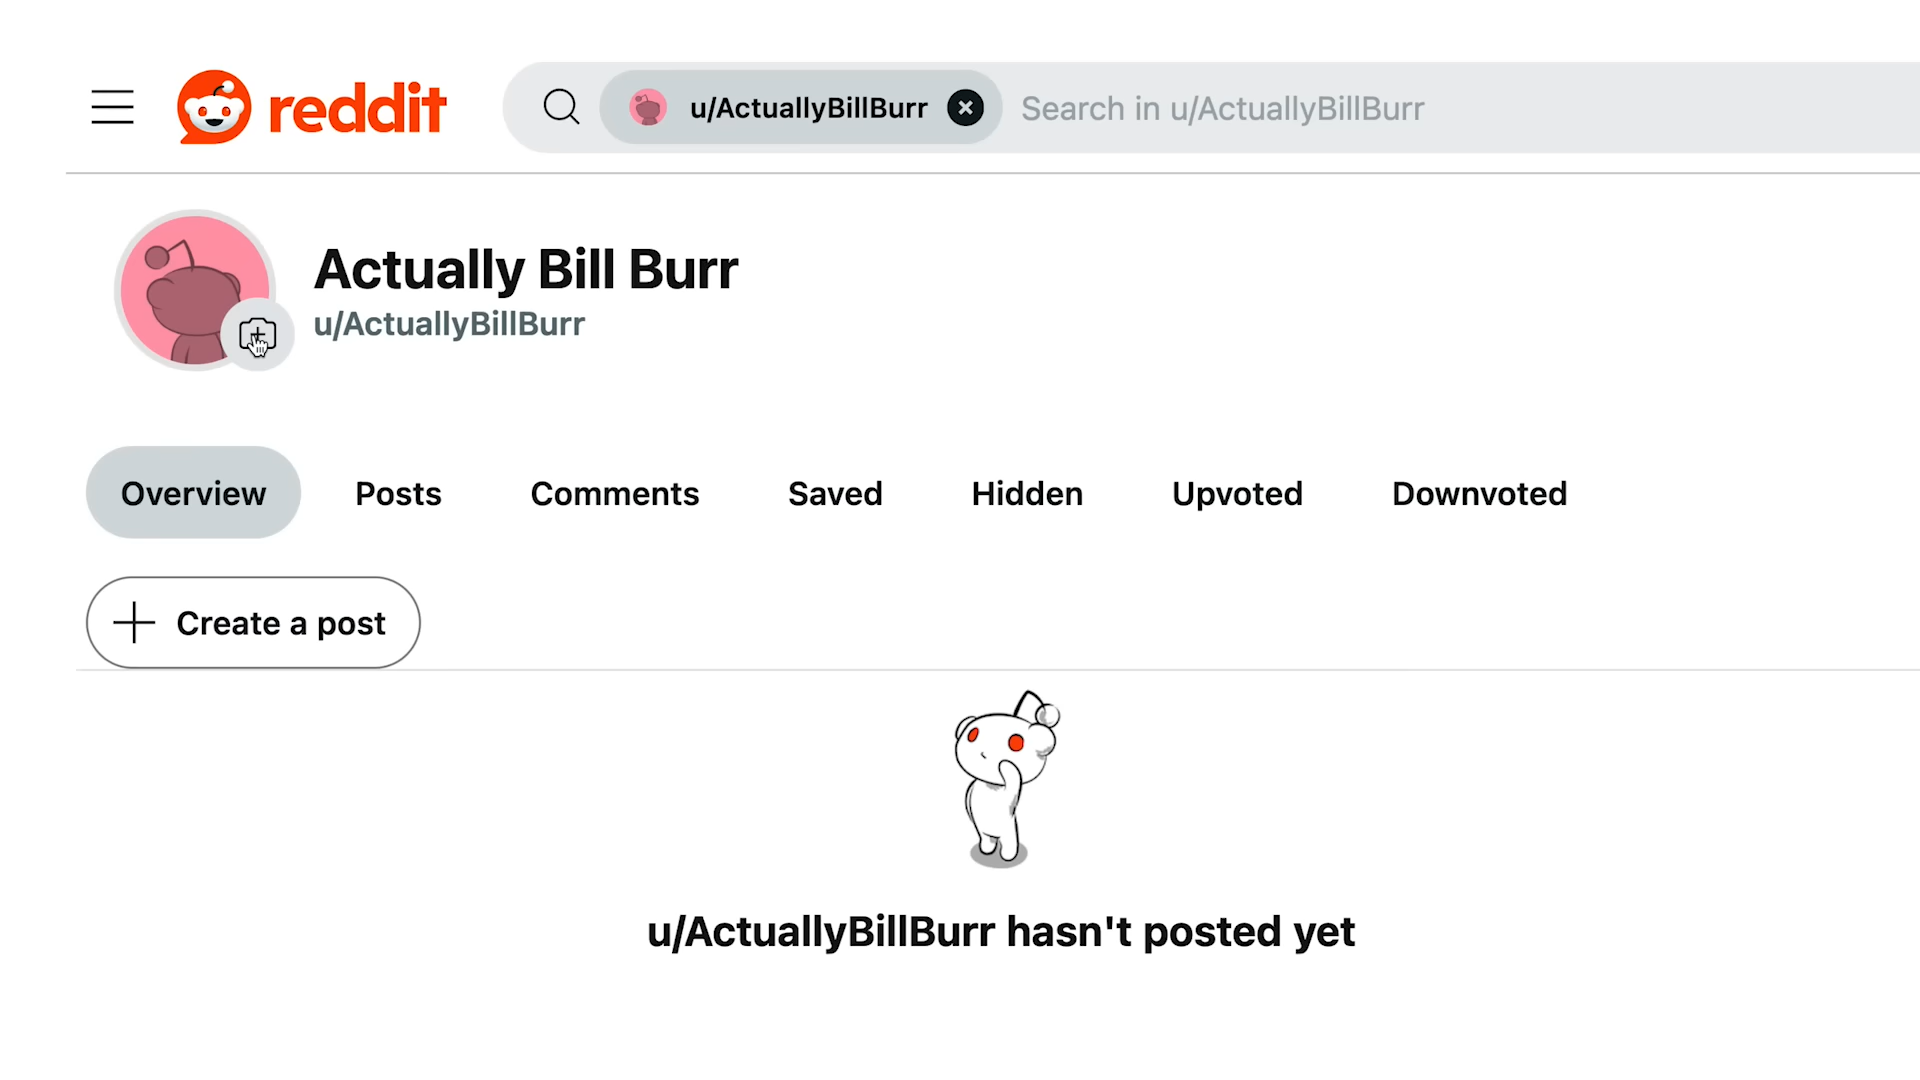 reddit
u/ActuallyBillBurr
Search in u/ActuallyBillBurr
Actually Bill Burr
u/ActuallyBillBurr
Overview
Posts
Comments
Saved
Hidden
Upvoted
Downvoted
Create a post
u/ActuallyBillBurr hasn't posted yet